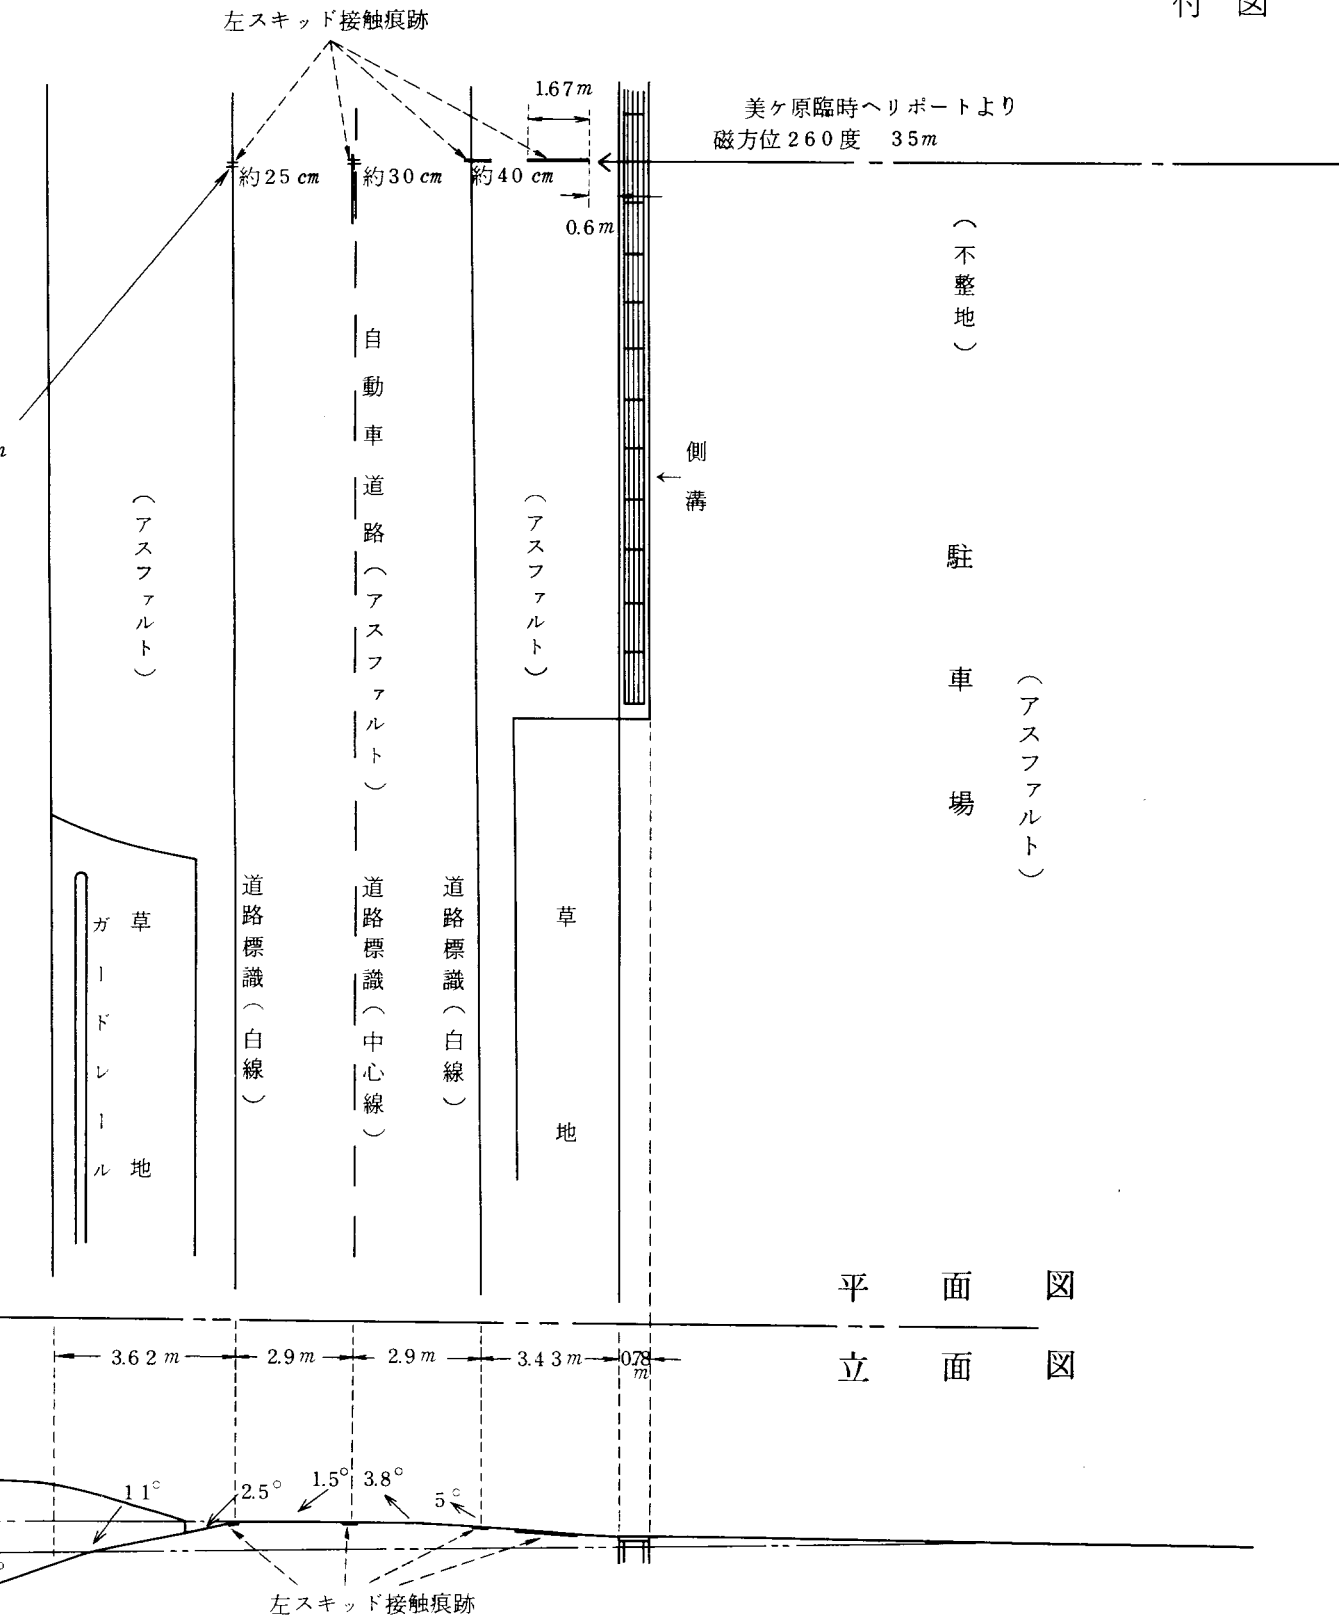 付図
左スキッド接触痕跡
1.67m
美ケ原臨時ヘリポートより
磁方位260度 35m
約25cm
約30cm
約40cm
0.6m
(不整地)
自動車道路(アスファルト)
側溝
(アスファルト)
(アスファルト)
駐車場
(アスファルト)
道路標識(白線)
道路標識(中心線)
道路標識(白線)
ガードレール
草地
草地
平面図
3.62m
2.9m
2.9m
3.43m
0.78m
立面図
11°
2.5°
1.5°
3.8°
5°
左スキッド接触痕跡